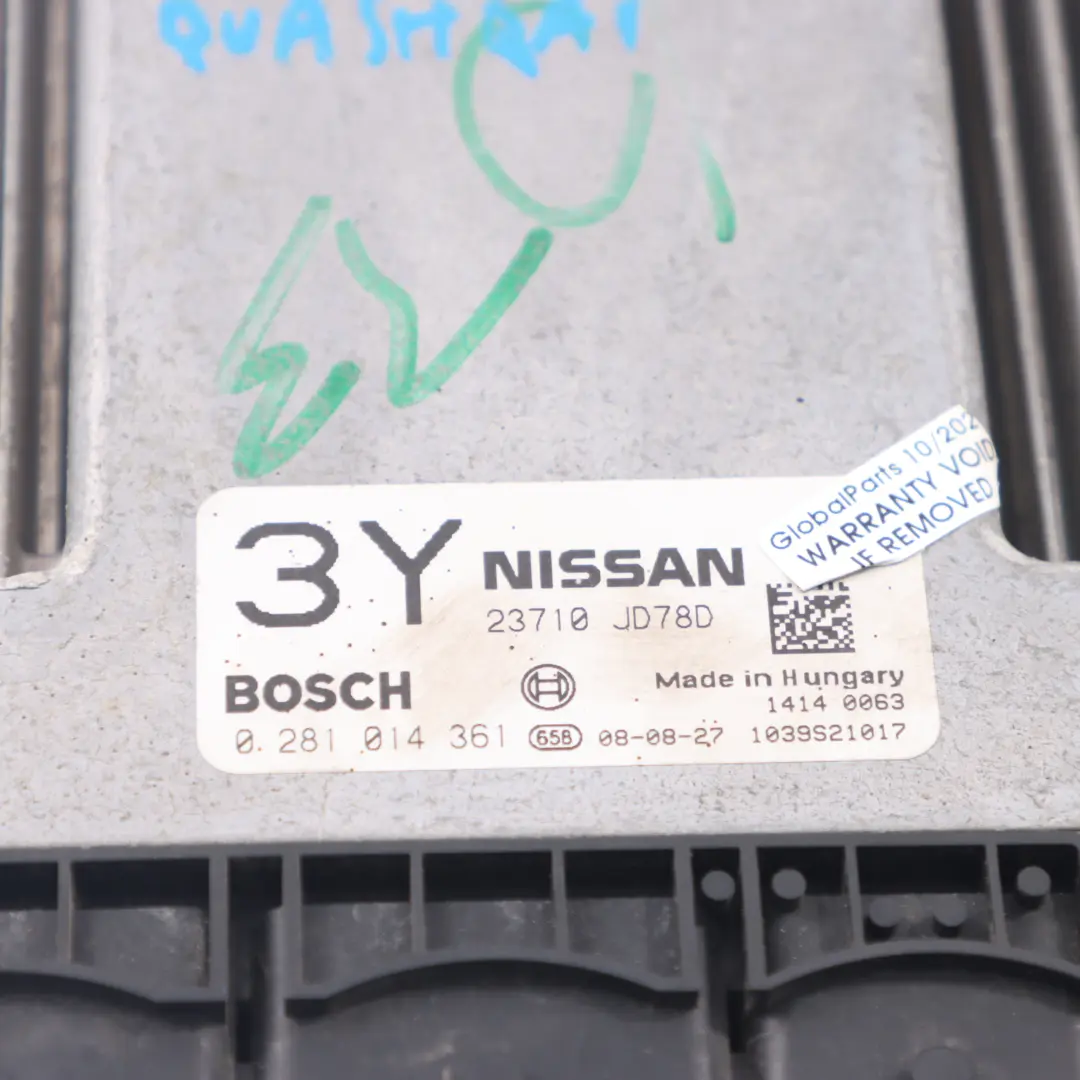 QUASHQAI
GlobalParts 10/202
WARRANTY VOID
IF REMOVED
3Y NISSAN
23710 JD78D
BOSCH
Made in Hungary
1414 0063
0.281 014 361 658 08-08-27 1039S21017